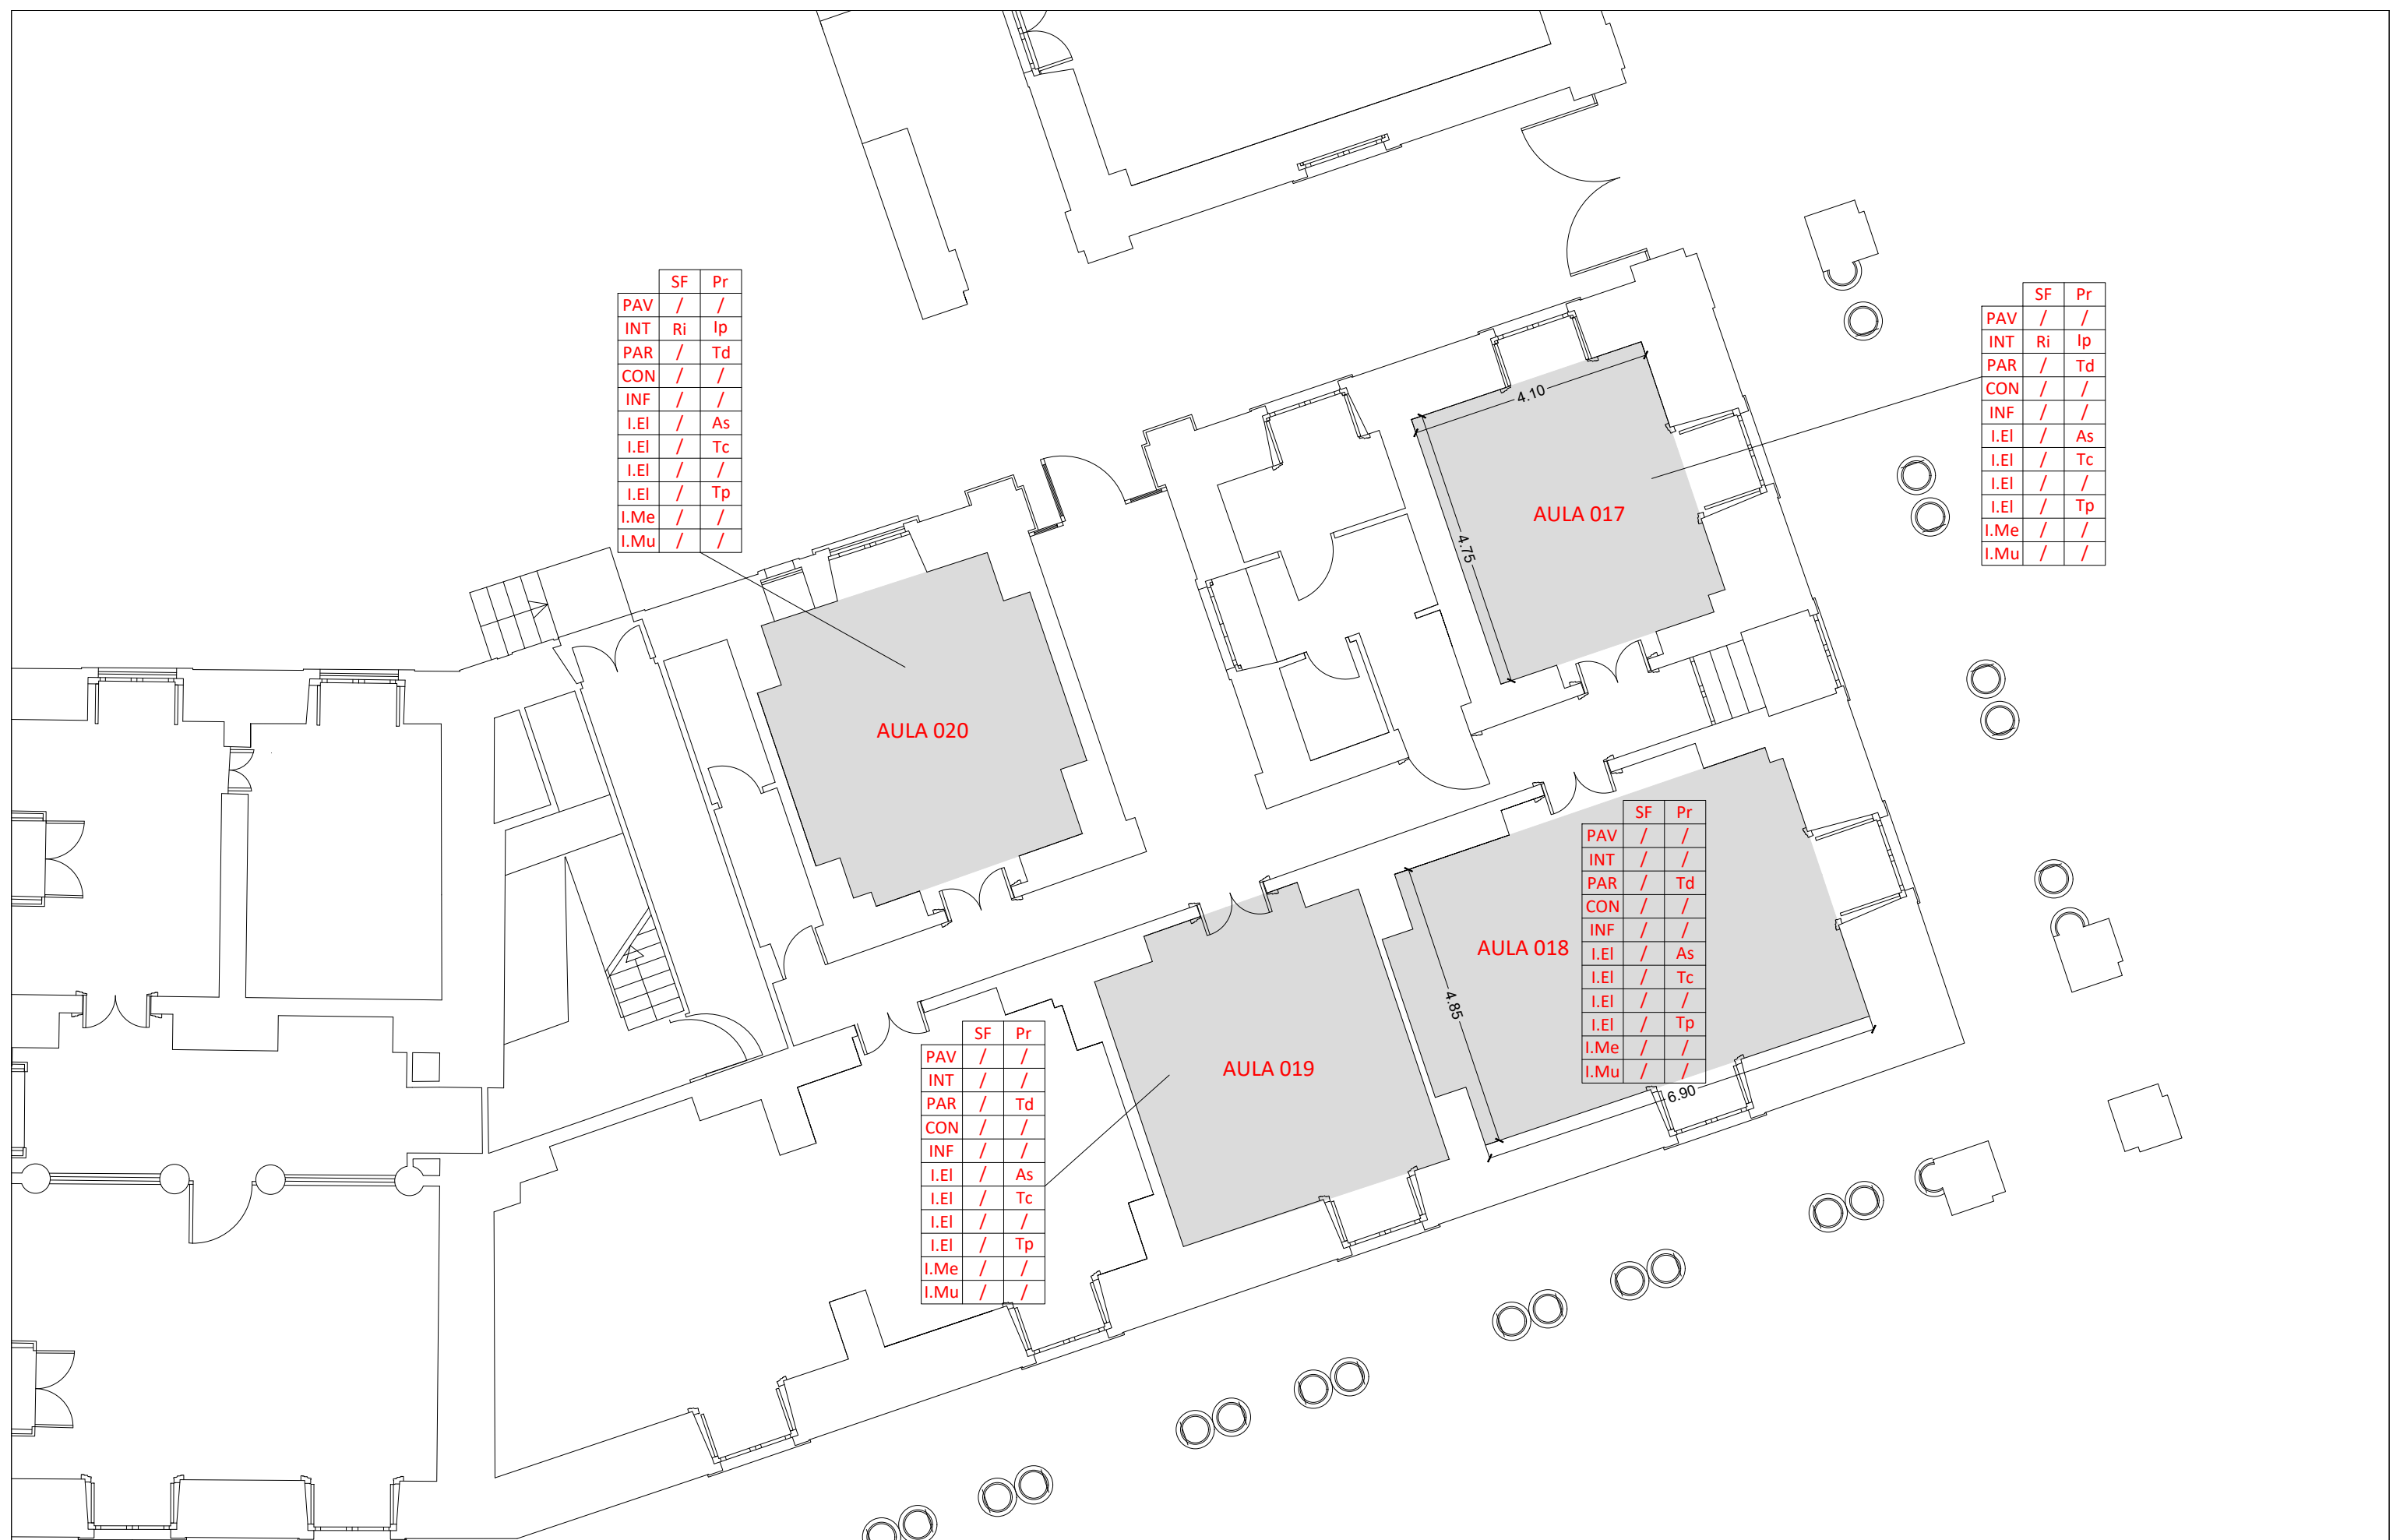 SF Pr
PAV / /
INT Ri Ip
PAR / Td
CON / /
INF / /
I.El / As
I.El / Tc
I.El / /
I.El / Tp
I.Me / /
I.Mu / /
SF Pr
PAV / /
INT Ri Ip
PAR / Td
CON / /
INF / /
I.El / As
I.El / Tc
I.El / /
I.El / Tp
I.Me / /
I.Mu / /
4.10
4.75
AULA 017
AULA 020
SF Pr
PAV / /
INT / /
PAR / Td
CON / /
INF / /
I.El / As
I.El / Tc
I.El / /
I.El / Tp
I.Me / /
I.Mu / /
AULA 018
4.85
6.90
AULA 019
SF Pr
PAV / /
INT / /
PAR / Td
CON / /
INF / /
I.El / As
I.El / Tc
I.El / /
I.El / Tp
I.Me / /
I.Mu / /